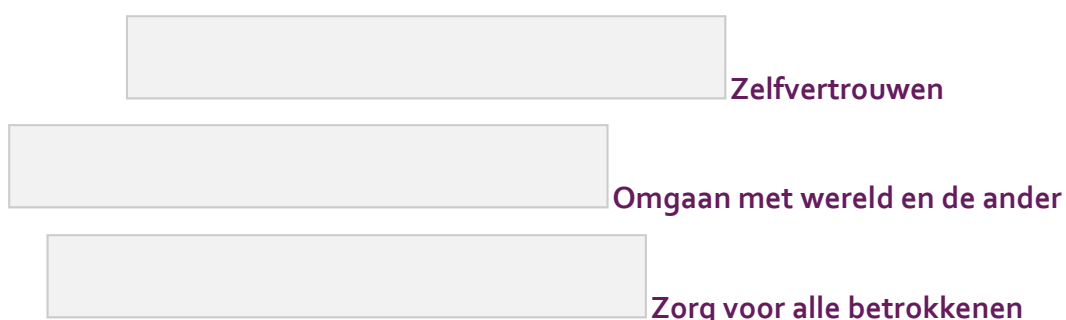 Zelfvertrouwen
Omgaan met wereld en de ander
Zorg voor alle betrokkenen